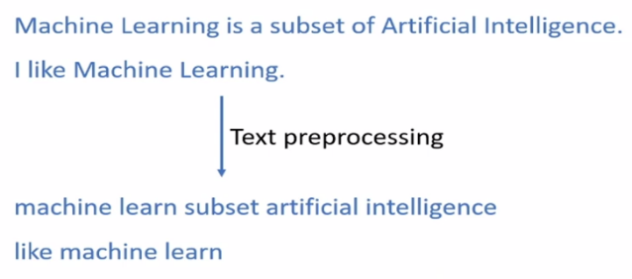 Machine Learning is a subset of Artificial Intelligence.
I like Machine Learning.
Text preprocessing
machine learn subset artificial intelligence
like machine learn